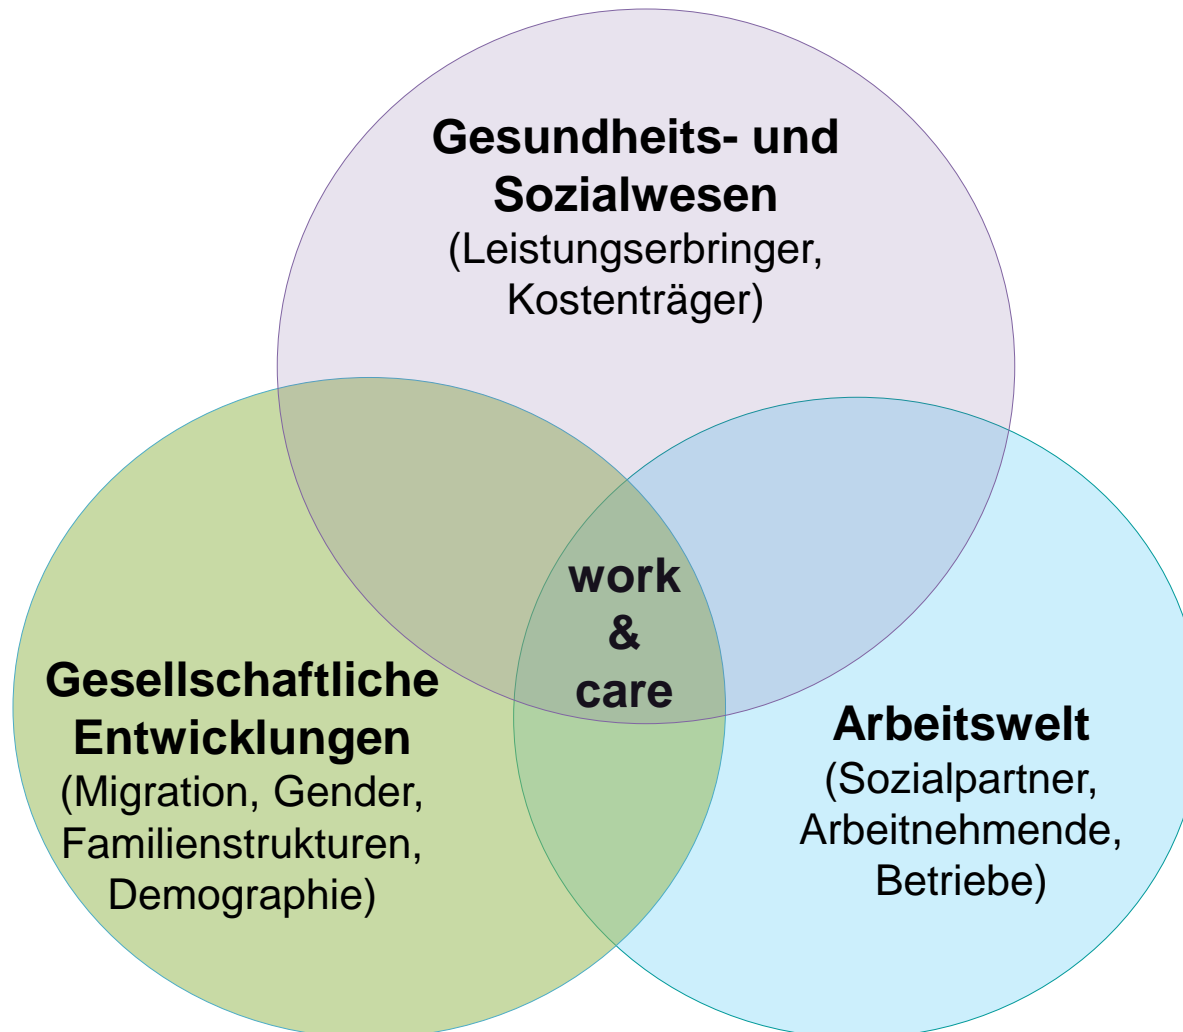 Gesundheits- und
Sozialwesen
(Leistungserbringer,
Kostenträger)
work
&
care
Gesellschaftliche
Entwicklungen
(Migration, Gender,
Familienstrukturen,
Demographie)
Arbeitswelt
(Sozialpartner,
Arbeitnehmende,
Betriebe)